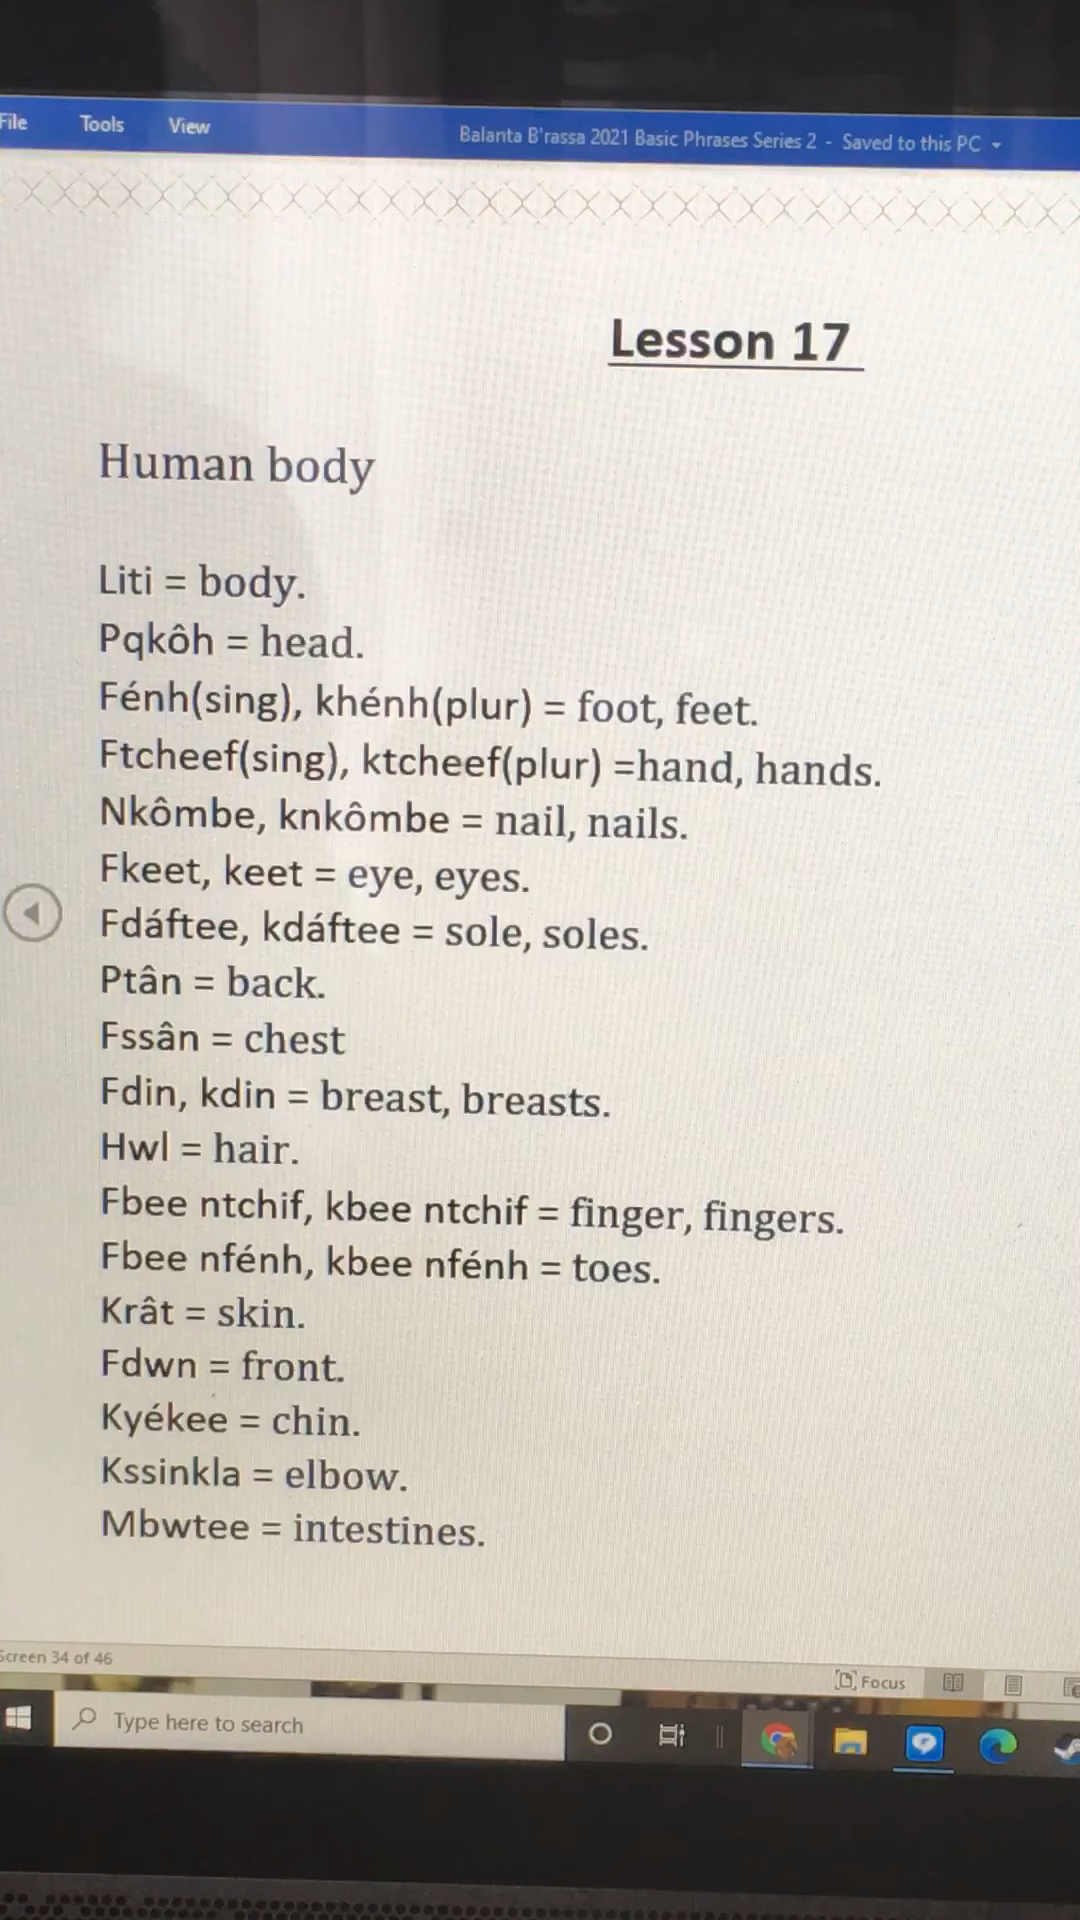 File Tools View Balanta B'rassa 2021 Basic Phrases Series 2 - Saved to this PC
Lesson 17
Human body
Liti = body.
Pqkôh = head.
Fénh(sing), khénh(plur) = foot, feet.
Ftcheef(sing), ktcheef(plur) =hand, hands.
Nkômbe, knkômbe = nail, nails.
Fkeet, keet = eye, eyes.
Fdáftee, kdáftee = sole, soles.
Ptân = back.
Fssân = chest
Fdin, kdin = breast, breasts.
Hwl = hair.
Fbee ntchif, kbee ntchif = finger, fingers.
Fbee nfénh, kbee nfénh = toes.
Krât = skin.
Fdwn = front.
Kyékee = chin.
Kssinkla = elbow.
Mbwtee = intestines.
Screen 34 of 46
Focus
Type here to search